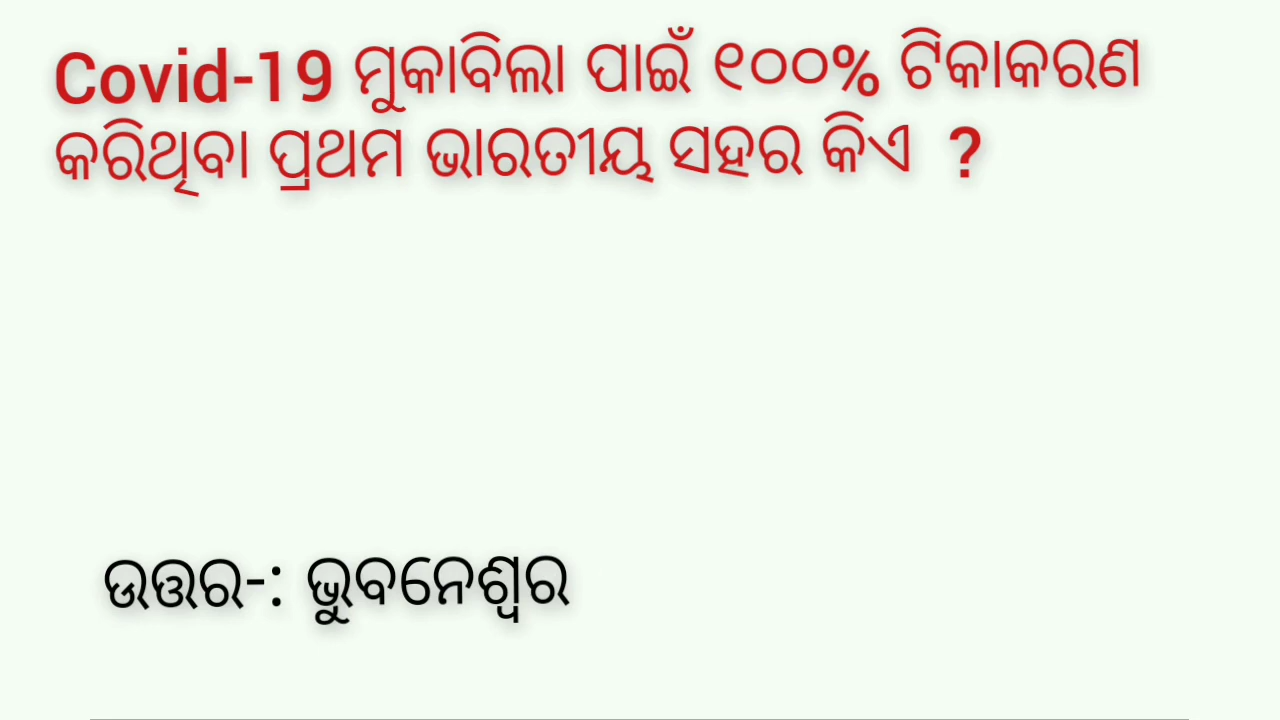 Covid-19 ମୁକାବିଲା ପାଇଁ ୧୦୦% ଟିକାକରଣ
କରିଥିବା ପ୍ରଥମ ଭାରତୀୟ ସହର କିଏ ?
ଉତ୍ତର-: ଭୁବନେଶ୍ୱର